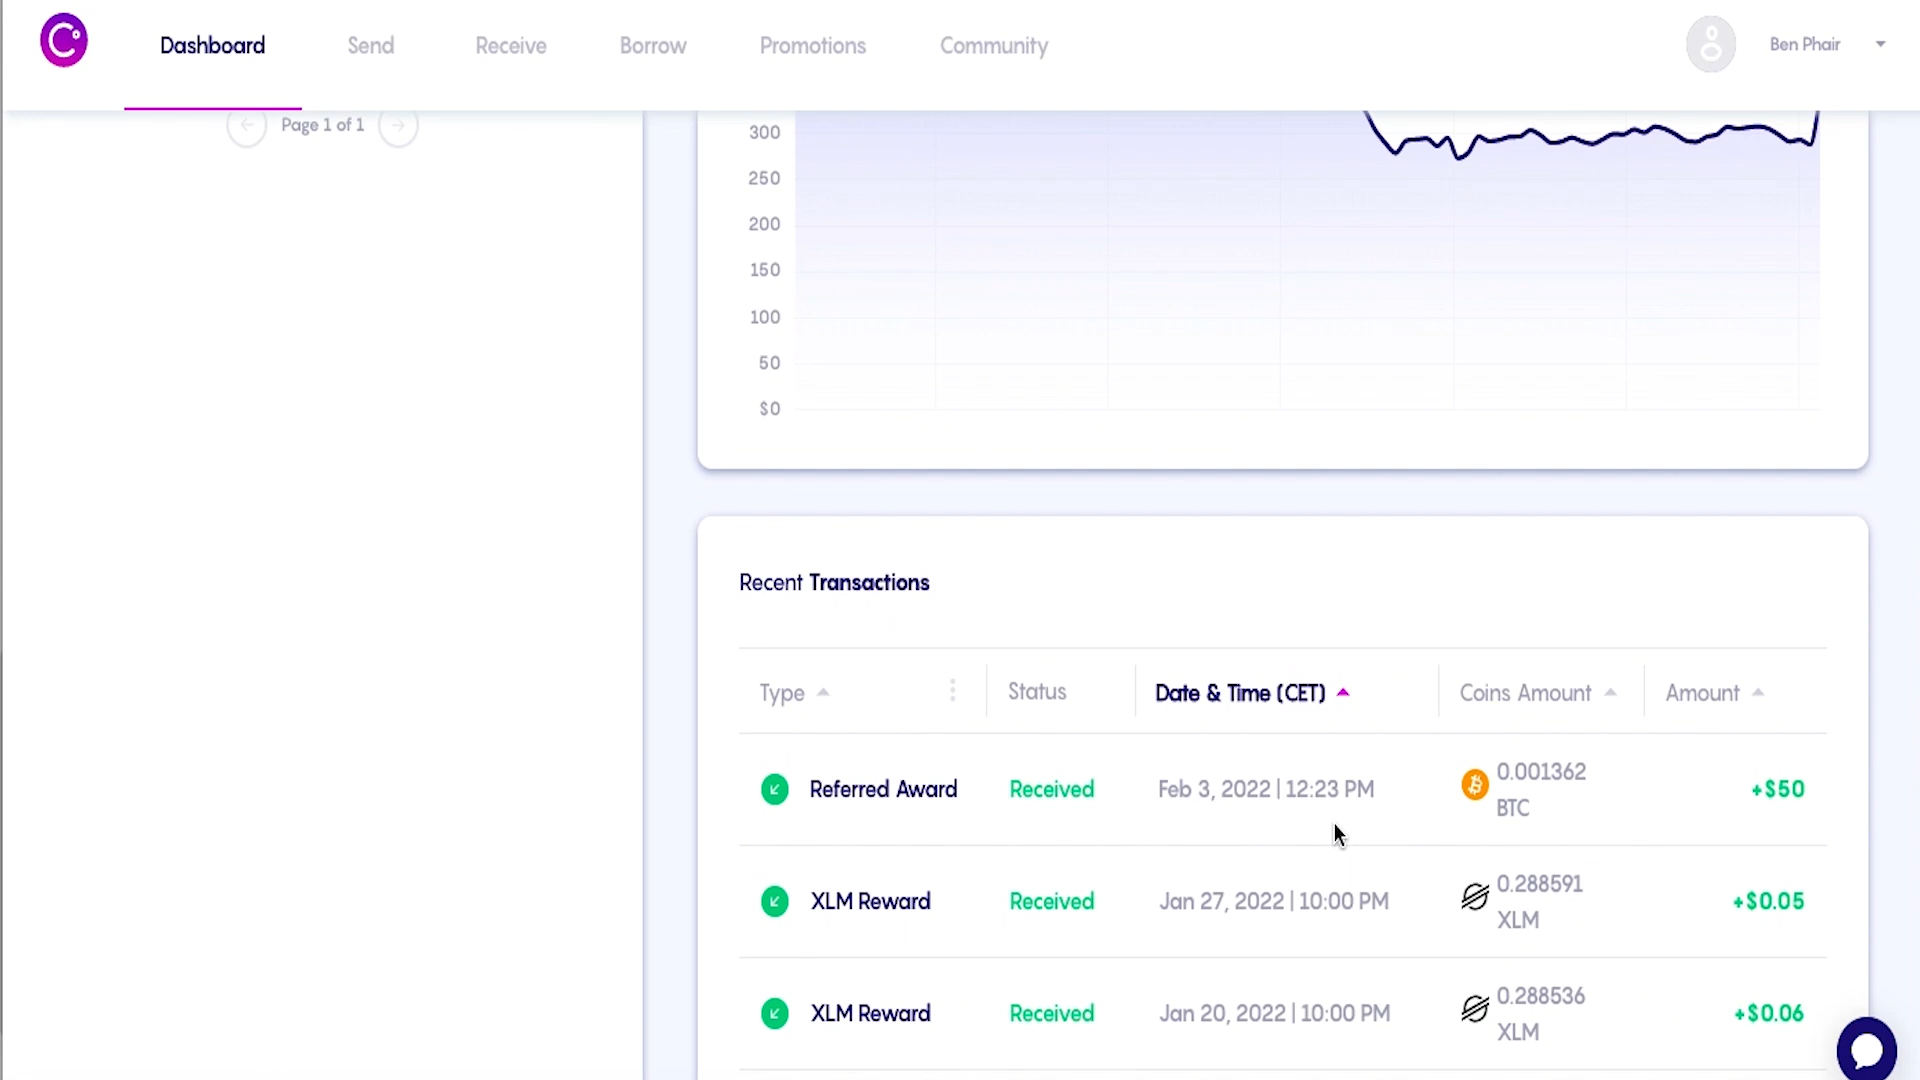 Dashboard Send Receive Borrow Promotions Community Ben Phair
Page 1 of 1
300
250
200
150
100
50
$0
Recent Transactions
Type Status Date & Time (CET) Coins Amount Amount
Referred Award Received Feb 3, 2022 | 12:23 PM 0.001362 BTC +$50
XLM Reward Received Jan 27, 2022 | 10:00 PM 0.288591 XLM +$0.05
XLM Reward Received Jan 20, 2022 | 10:00 PM 0.288536 XLM +$0.06